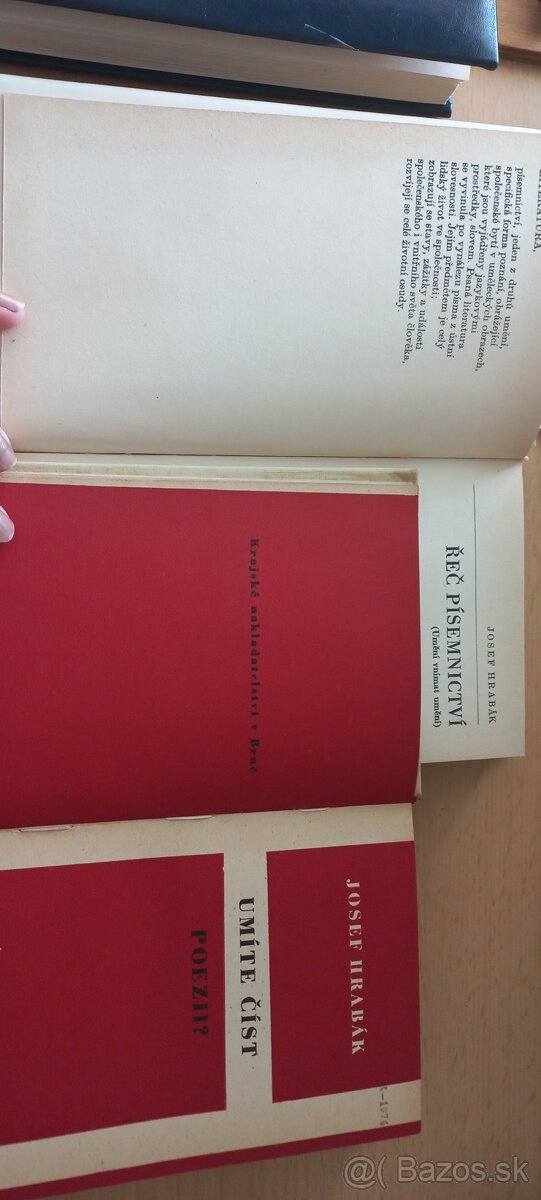 LITERATURA,
písemnictví, jeden z druhů umění,
specifická forma poznání, obrážející
společenské bytí v uměleckých obrazech,
které jsou vyjádřeny jazykovými
prostředky, slovem. Psaná literatura
se vyvinula po vynálezu písma z ústní
slovesnosti. Jejím předmětem je celý
lidský život ve společnosti;
zobrazují se stavy, zážitky a události
společenského i vnitřního světa člověka,
rozvíjejí se celé životní osudy.
JOSEF HRABÁK
ŘEČ PÍSEMNICTVÍ
(Umění vnímat umění)
Krajské nakladatelství v Brně
JOSEF HRABÁK
UMÍTE ČÍST
POEZII?
Bazos.sk